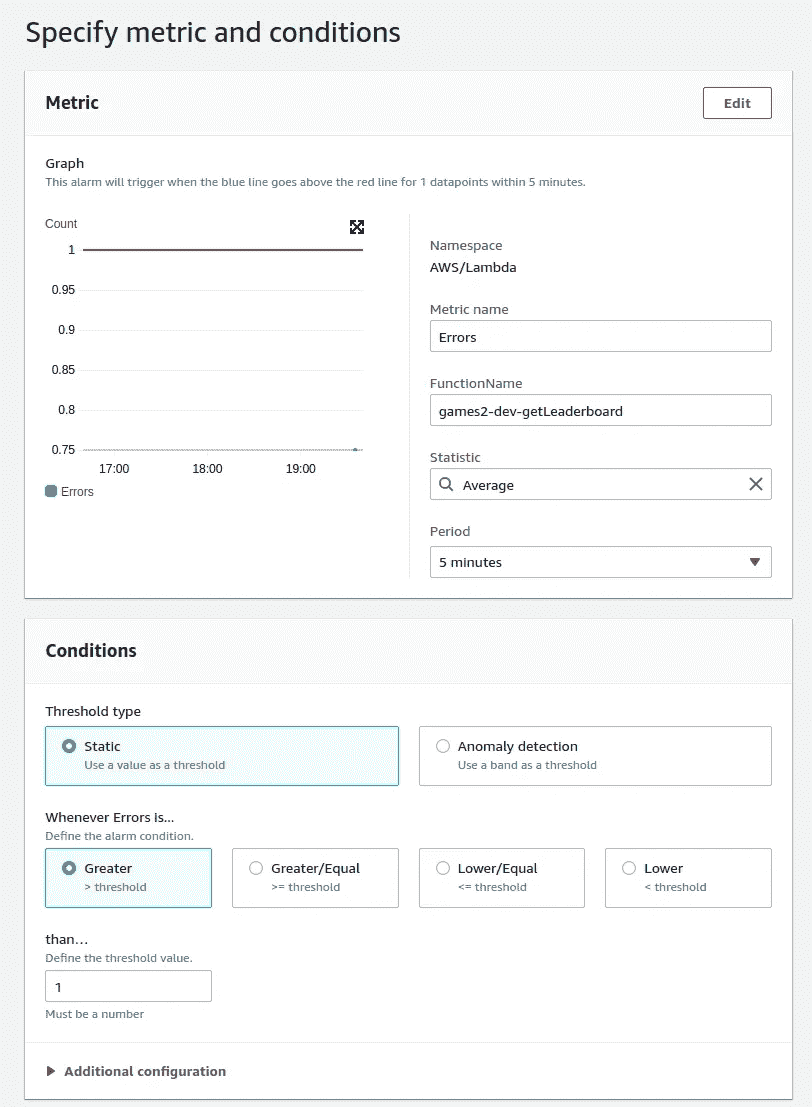 Specify metric and conditions
Metric
Edit
Graph
This alarm will trigger when the blue line goes above the red line for 1 datapoints within 5 minutes.
Count
1
0.95
0.9
0.85
0.8
0.75
17:00 18:00 19:00
Errors
Namespace
AWS/Lambda
Metric name
Errors
FunctionName
games2-dev-getLeaderboard
Statistic
Average
Period
5 minutes
Conditions
Threshold type
Static
Use a value as a threshold
Anomaly detection
Use a band as a threshold
Whenever Errors is...
Define the alarm condition.
Greater
> threshold
Greater/Equal
>= threshold
Lower/Equal
<= threshold
Lower
< threshold
than...
Define the threshold value.
1
Must be a number
Additional configuration